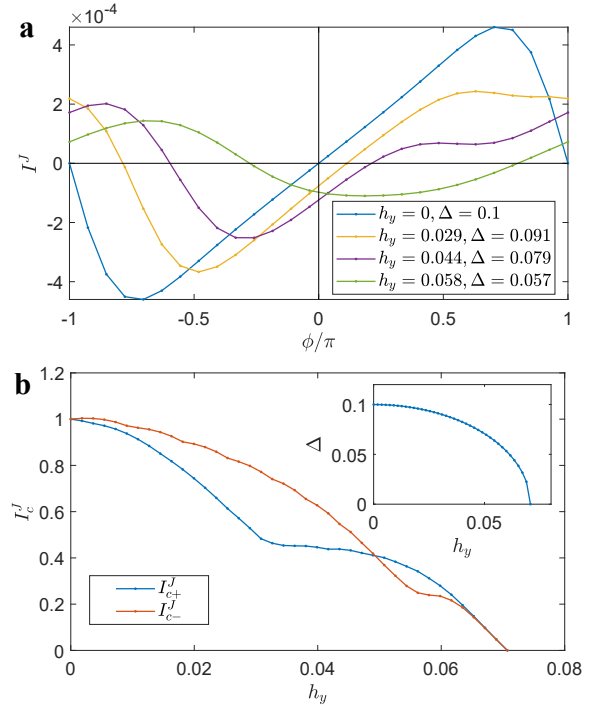 a
×10⁻⁴
4
2
0
-2
-4
I^J
-1
-0.5
0
0.5
1
ϕ/π
h_y = 0, Δ = 0.1
h_y = 0.029, Δ = 0.091
h_y = 0.044, Δ = 0.079
h_y = 0.058, Δ = 0.057
b
1.2
1
0.8
0.6
0.4
0.2
0
I_c^J
0
0.02
0.04
0.06
0.08
h_y
I_{c+}^J
I_{c-}^J
0.1
0.05
0
Δ
0
0.05
h_y